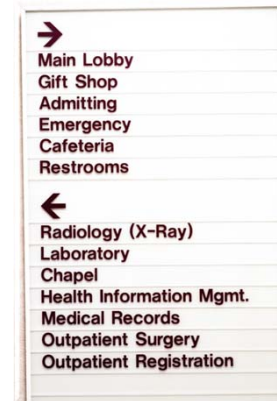 →
Main Lobby
Gift Shop
Admitting
Emergency
Cafeteria
Restrooms
←
Radiology (X-Ray)
Laboratory
Chapel
Health Information Mgmt.
Medical Records
Outpatient Surgery
Outpatient Registration